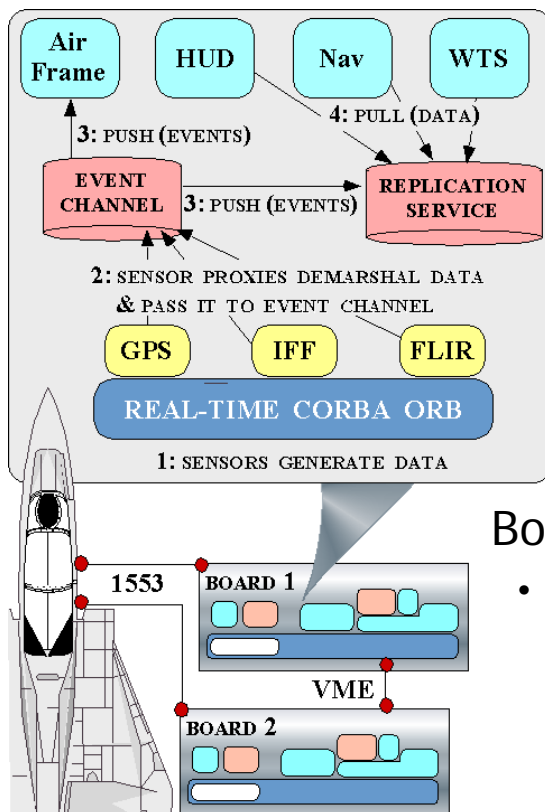 Air
Frame
HUD
Nav
WTS
4: PULL (DATA)
3: PUSH (EVENTS)
EVENT
CHANNEL
3: PUSH (EVENTS)
REPLICATION
SERVICE
2: SENSOR PROXIES DEMARSHAL DATA
& PASS IT TO EVENT CHANNEL
GPS
IFF
FLIR
REAL-TIME CORBA ORB
1: SENSORS GENERATE DATA
Bo
•
1553
BOARD 1
VME
BOARD 2